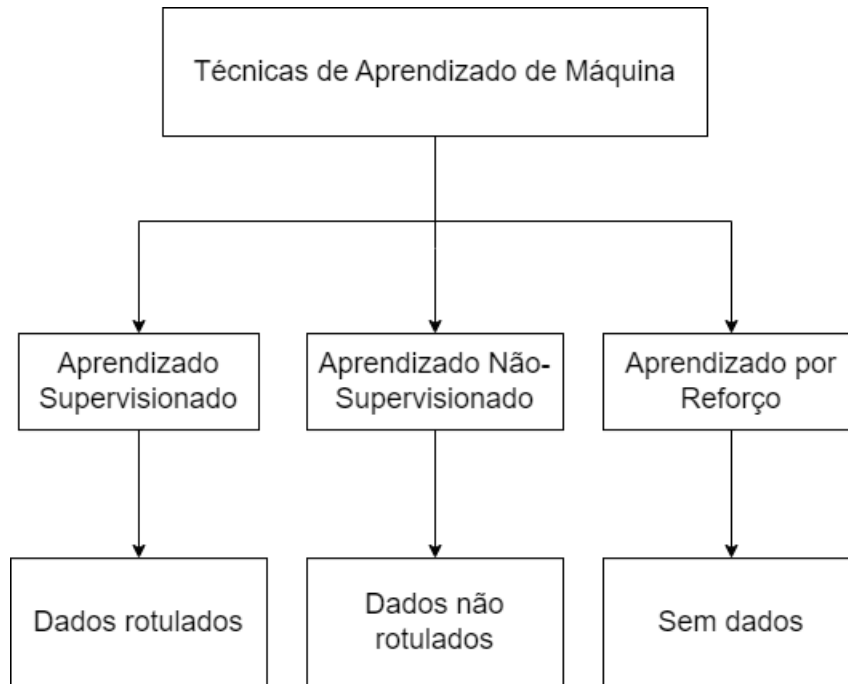 Técnicas de Aprendizado de Máquina
Aprendizado
Supervisionado
Aprendizado Não-
Supervisionado
Aprendizado por
Reforço
Dados rotulados
Dados não
rotulados
Sem dados